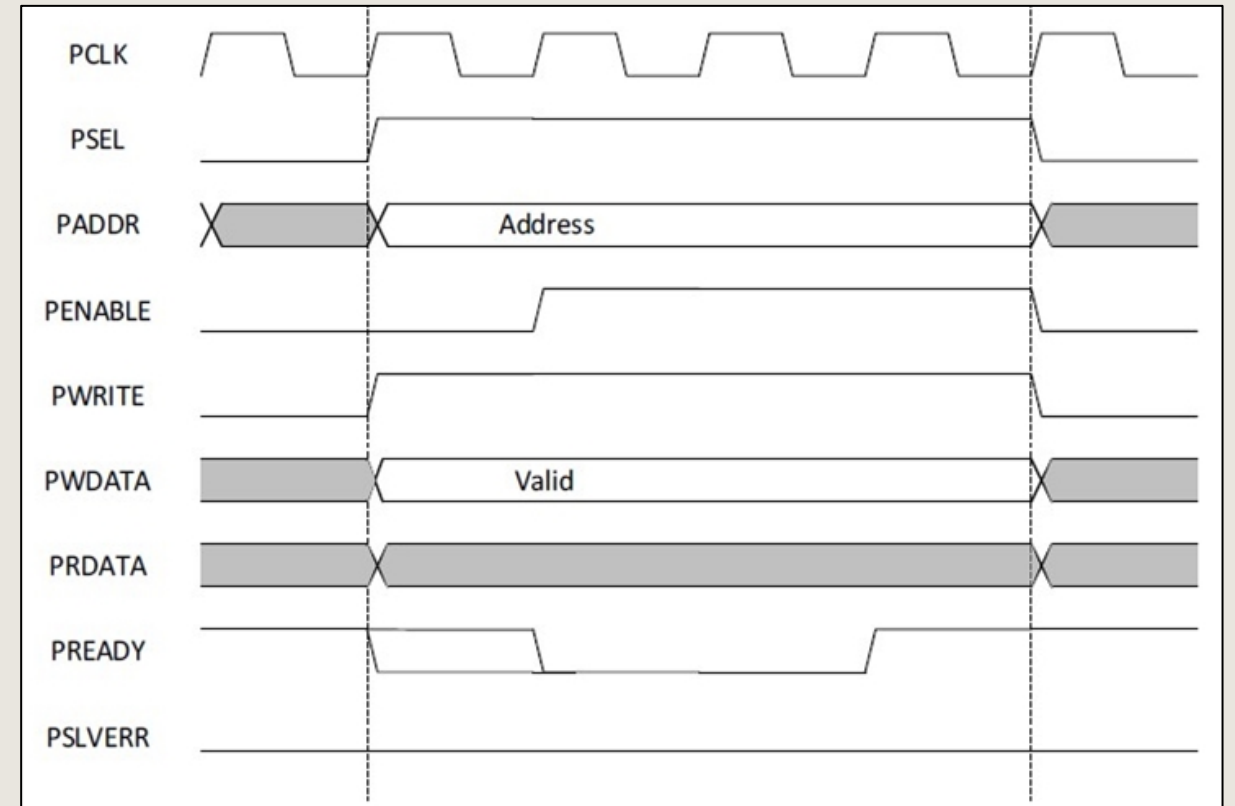 PCLK
PSEL
PADDR Address
PENABLE
PWRITE
PWDATA Valid
PRDATA
PREADY
PSLVERR